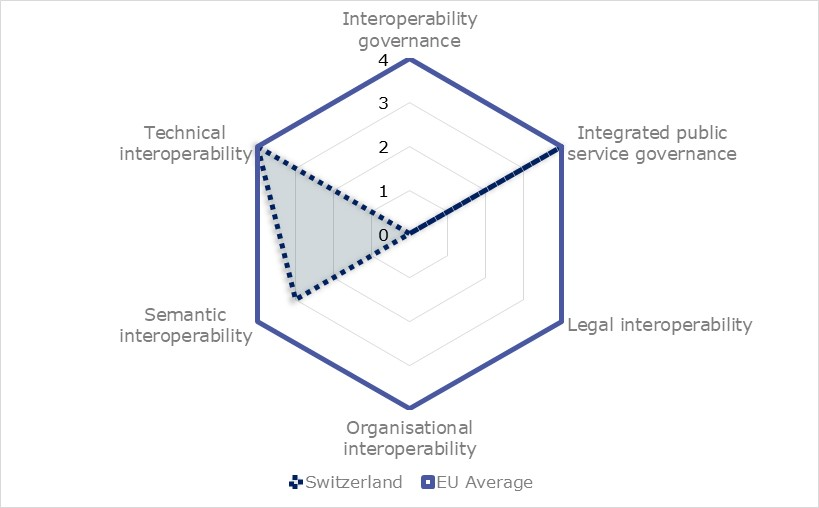 Interoperability
governance
4
3
2
1
0
Technical
interoperability
Integrated public
service governance
Semantic
interoperability
Legal interoperability
Organisational
interoperability
Switzerland
EU Average